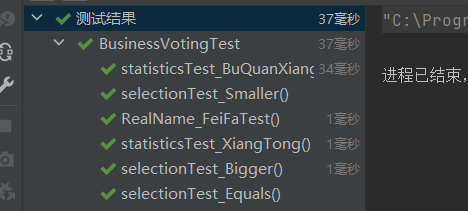 测试结果 37毫秒
"C:\Progr
BusinessVotingTest 37毫秒
statisticsTest_BuQuanXiang 34毫秒
进程已结束,
selectionTest_Smaller()
RealName_FeiFaTest() 1毫秒
statisticsTest_XiangTong() 1毫秒
selectionTest_Bigger() 1毫秒
selectionTest_Equals()